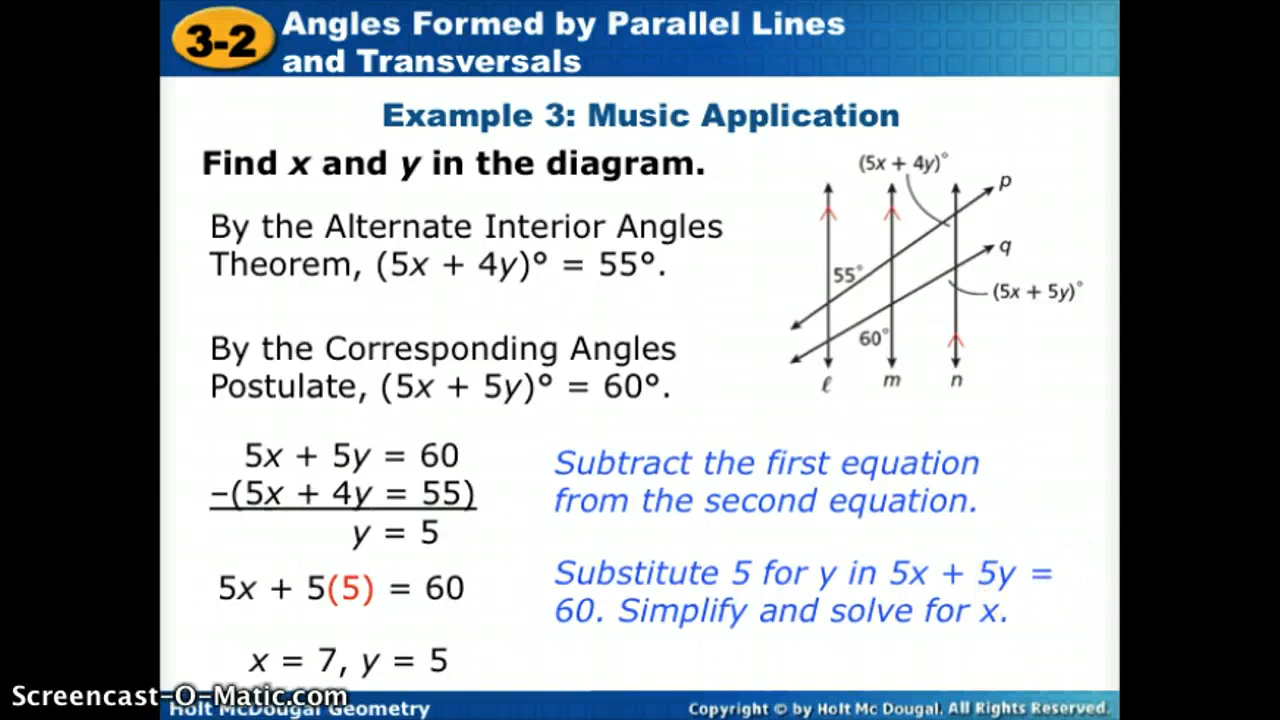 3-2
Angles Formed by Parallel Lines
and Transversals
Example 3: Music Application
Find x and y in the diagram.
(5x + 4y)°
p
q
55°
(5x + 5y)°
60°
ℓ
m
n
By the Alternate Interior Angles
Theorem, (5x + 4y)° = 55°.
By the Corresponding Angles
Postulate, (5x + 5y)° = 60°.
5x + 5y = 60
–(5x + 4y = 55)
y = 5
Subtract the first equation
from the second equation.
5x + 5(5) = 60
Substitute 5 for y in 5x + 5y =
60. Simplify and solve for x.
x = 7, y = 5
Screencast-O-Matic.com
Holt McDougal Geometry
Copyright © by Holt Mc Dougal. All Rights Reserved.